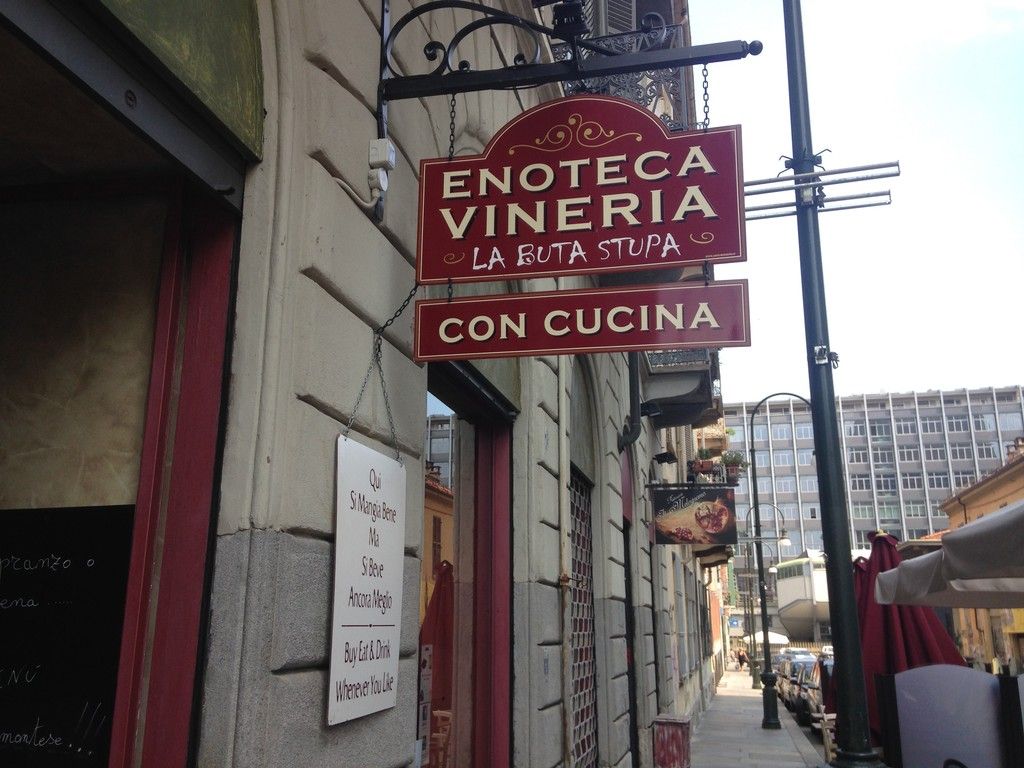 ENOTECA
VINERIA
LA BUTA STUPA
CON CUCINA
Qui
Si Mangia Bene
Ma
Si Beve
Ancora Meglio
Buy Eat & Drink
Whenever You Like
pranzo o
ena ......
NÚ
montese !!!